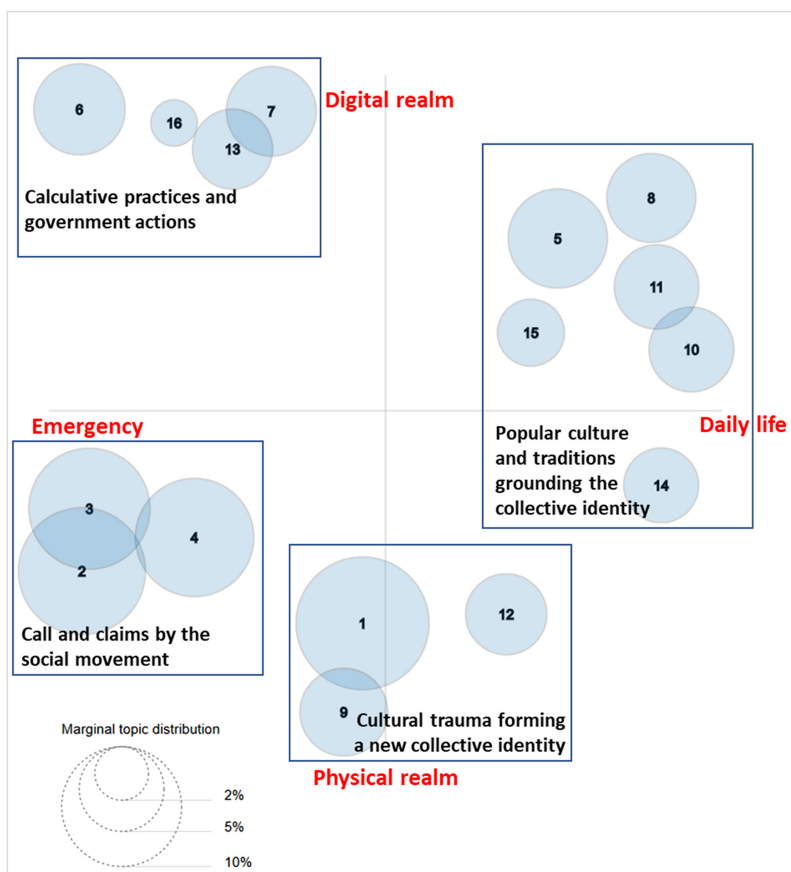 Digital realm
6
16
7
13
Calculative practices and
government actions
8
5
11
15
10
Emergency
Daily life
Popular culture
and traditions
grounding the
collective identity
14
3
4
2
Call and claims by the
social movement
1
12
9
Cultural trauma forming
a new collective identity
Physical realm
Marginal topic distribution
2%
5%
10%